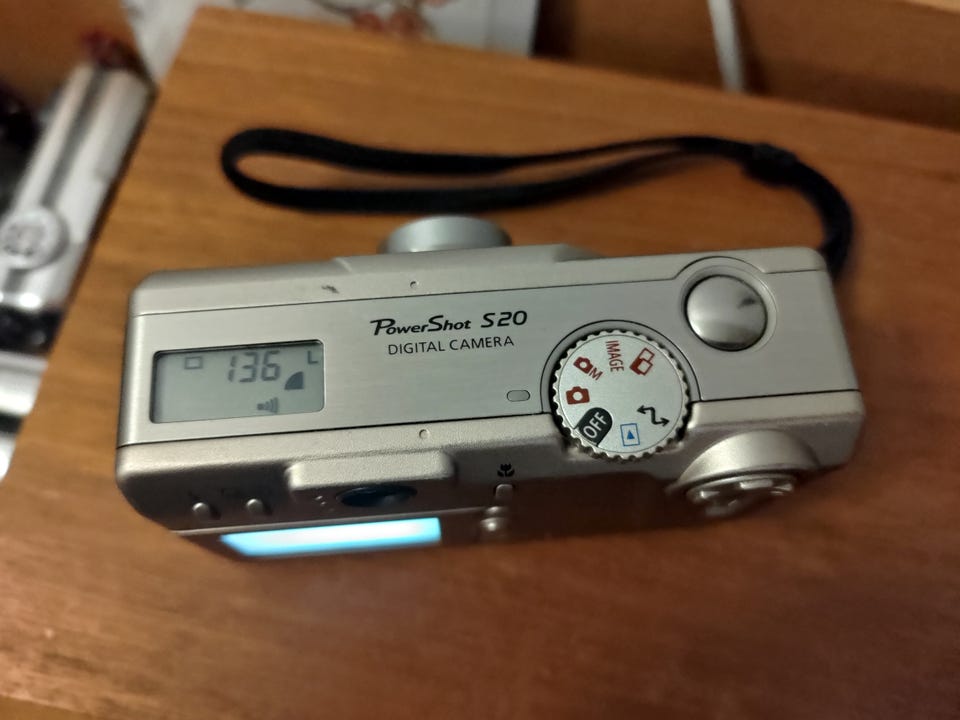 PowerShot S20
DIGITAL CAMERA
136 L
IMAGE
M
OFF